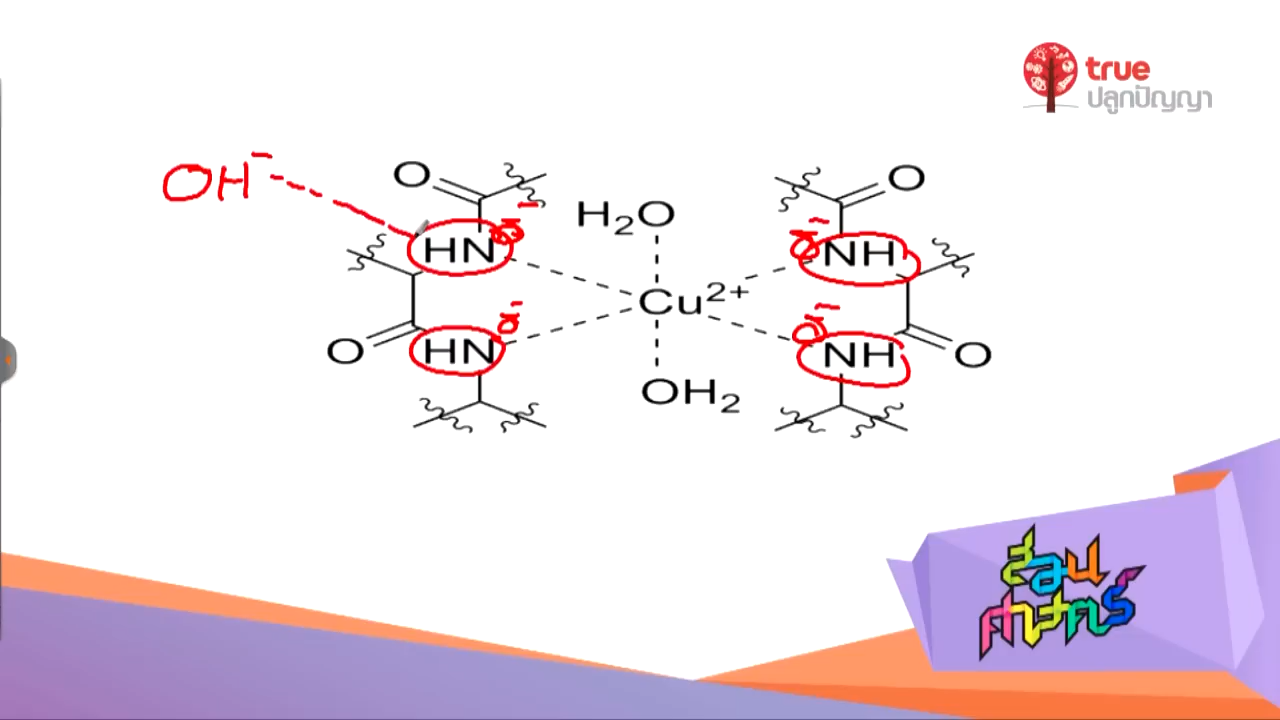 true
ปลูกปัญญา
OH⁻
O
O
H₂O
HN
δ⁻
δ⁻
NH
Cu²⁺
δ⁻
δ⁻
O
HN
NH
O
OH₂
สอน
ศาสตร์